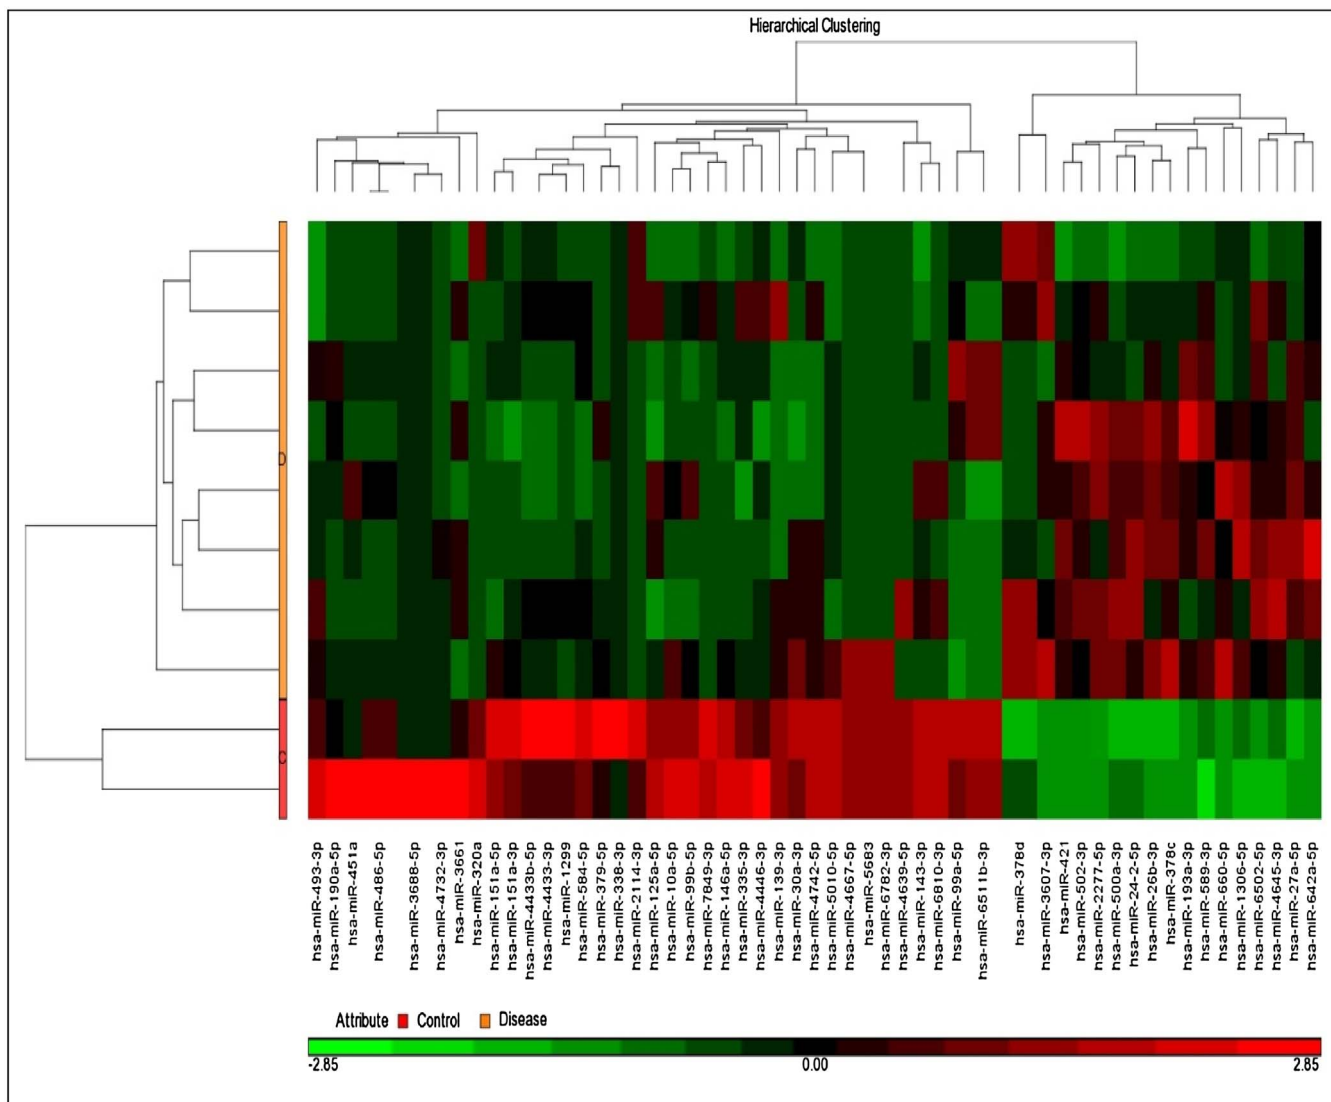 Hierarchical Clustering
D
C
hsa-miR-493-3p
hsa-miR-190a-5p
hsa-miR-451a
hsa-miR-486-5p
hsa-miR-3688-5p
hsa-miR-4732-3p
hsa-miR-3661
hsa-miR-320a
hsa-miR-151a-5p
hsa-miR-151a-3p
hsa-miR-4433b-5p
hsa-miR-4433-3p
hsa-miR-1299
hsa-miR-584-5p
hsa-miR-379-5p
hsa-miR-338-3p
hsa-miR-2114-3p
hsa-miR-125a-5p
hsa-miR-10a-5p
hsa-miR-99b-5p
hsa-miR-7849-3p
hsa-miR-146a-5p
hsa-miR-335-3p
hsa-miR-4446-3p
hsa-miR-139-3p
hsa-miR-30a-3p
hsa-miR-4742-5p
hsa-miR-5010-5p
hsa-miR-4667-5p
hsa-miR-5683
hsa-miR-6782-3p
hsa-miR-4639-5p
hsa-miR-143-3p
hsa-miR-6810-3p
hsa-miR-99a-5p
hsa-miR-6511b-3p
hsa-miR-378d
hsa-miR-3607-3p
hsa-miR-421
hsa-miR-502-3p
hsa-miR-2277-5p
hsa-miR-500a-3p
hsa-miR-24-2-5p
hsa-miR-26b-3p
hsa-miR-378c
hsa-miR-193a-3p
hsa-miR-589-3p
hsa-miR-660-5p
hsa-miR-1306-5p
hsa-miR-6502-5p
hsa-miR-4645-3p
hsa-miR-27a-5p
hsa-miR-642a-5p
Attribute Control Disease
-2.85 0.00 2.85